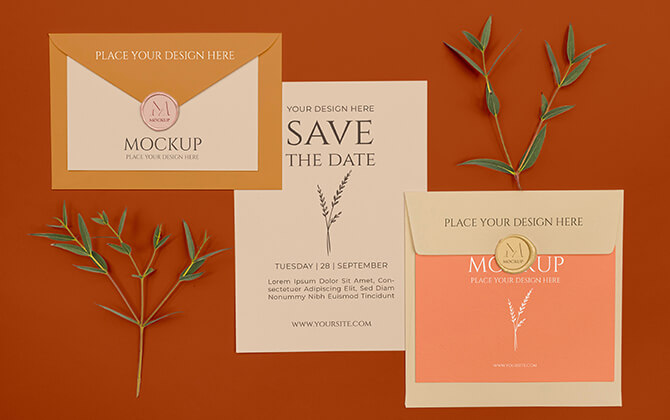 PLACE YOUR DESIGN HERE
M
MOCKUP
MOCKUP
PLACE YOUR DESIGN HERE
YOUR DESIGN HERE
SAVE
THE DATE
TUESDAY | 28 | SEPTEMBER
Lorem Ipsum Dolor Sit Amet, Con-
sectetuer Adipiscing Elit, Sed Diam
Nonummy Nibh Euismod Tincidunt
WWW.YOURSITE.COM
PLACE YOUR DESIGN HERE
M
MOCKUP
MOCKUP
PLACE YOUR DESIGN HERE
WWW.YOURSITE.COM